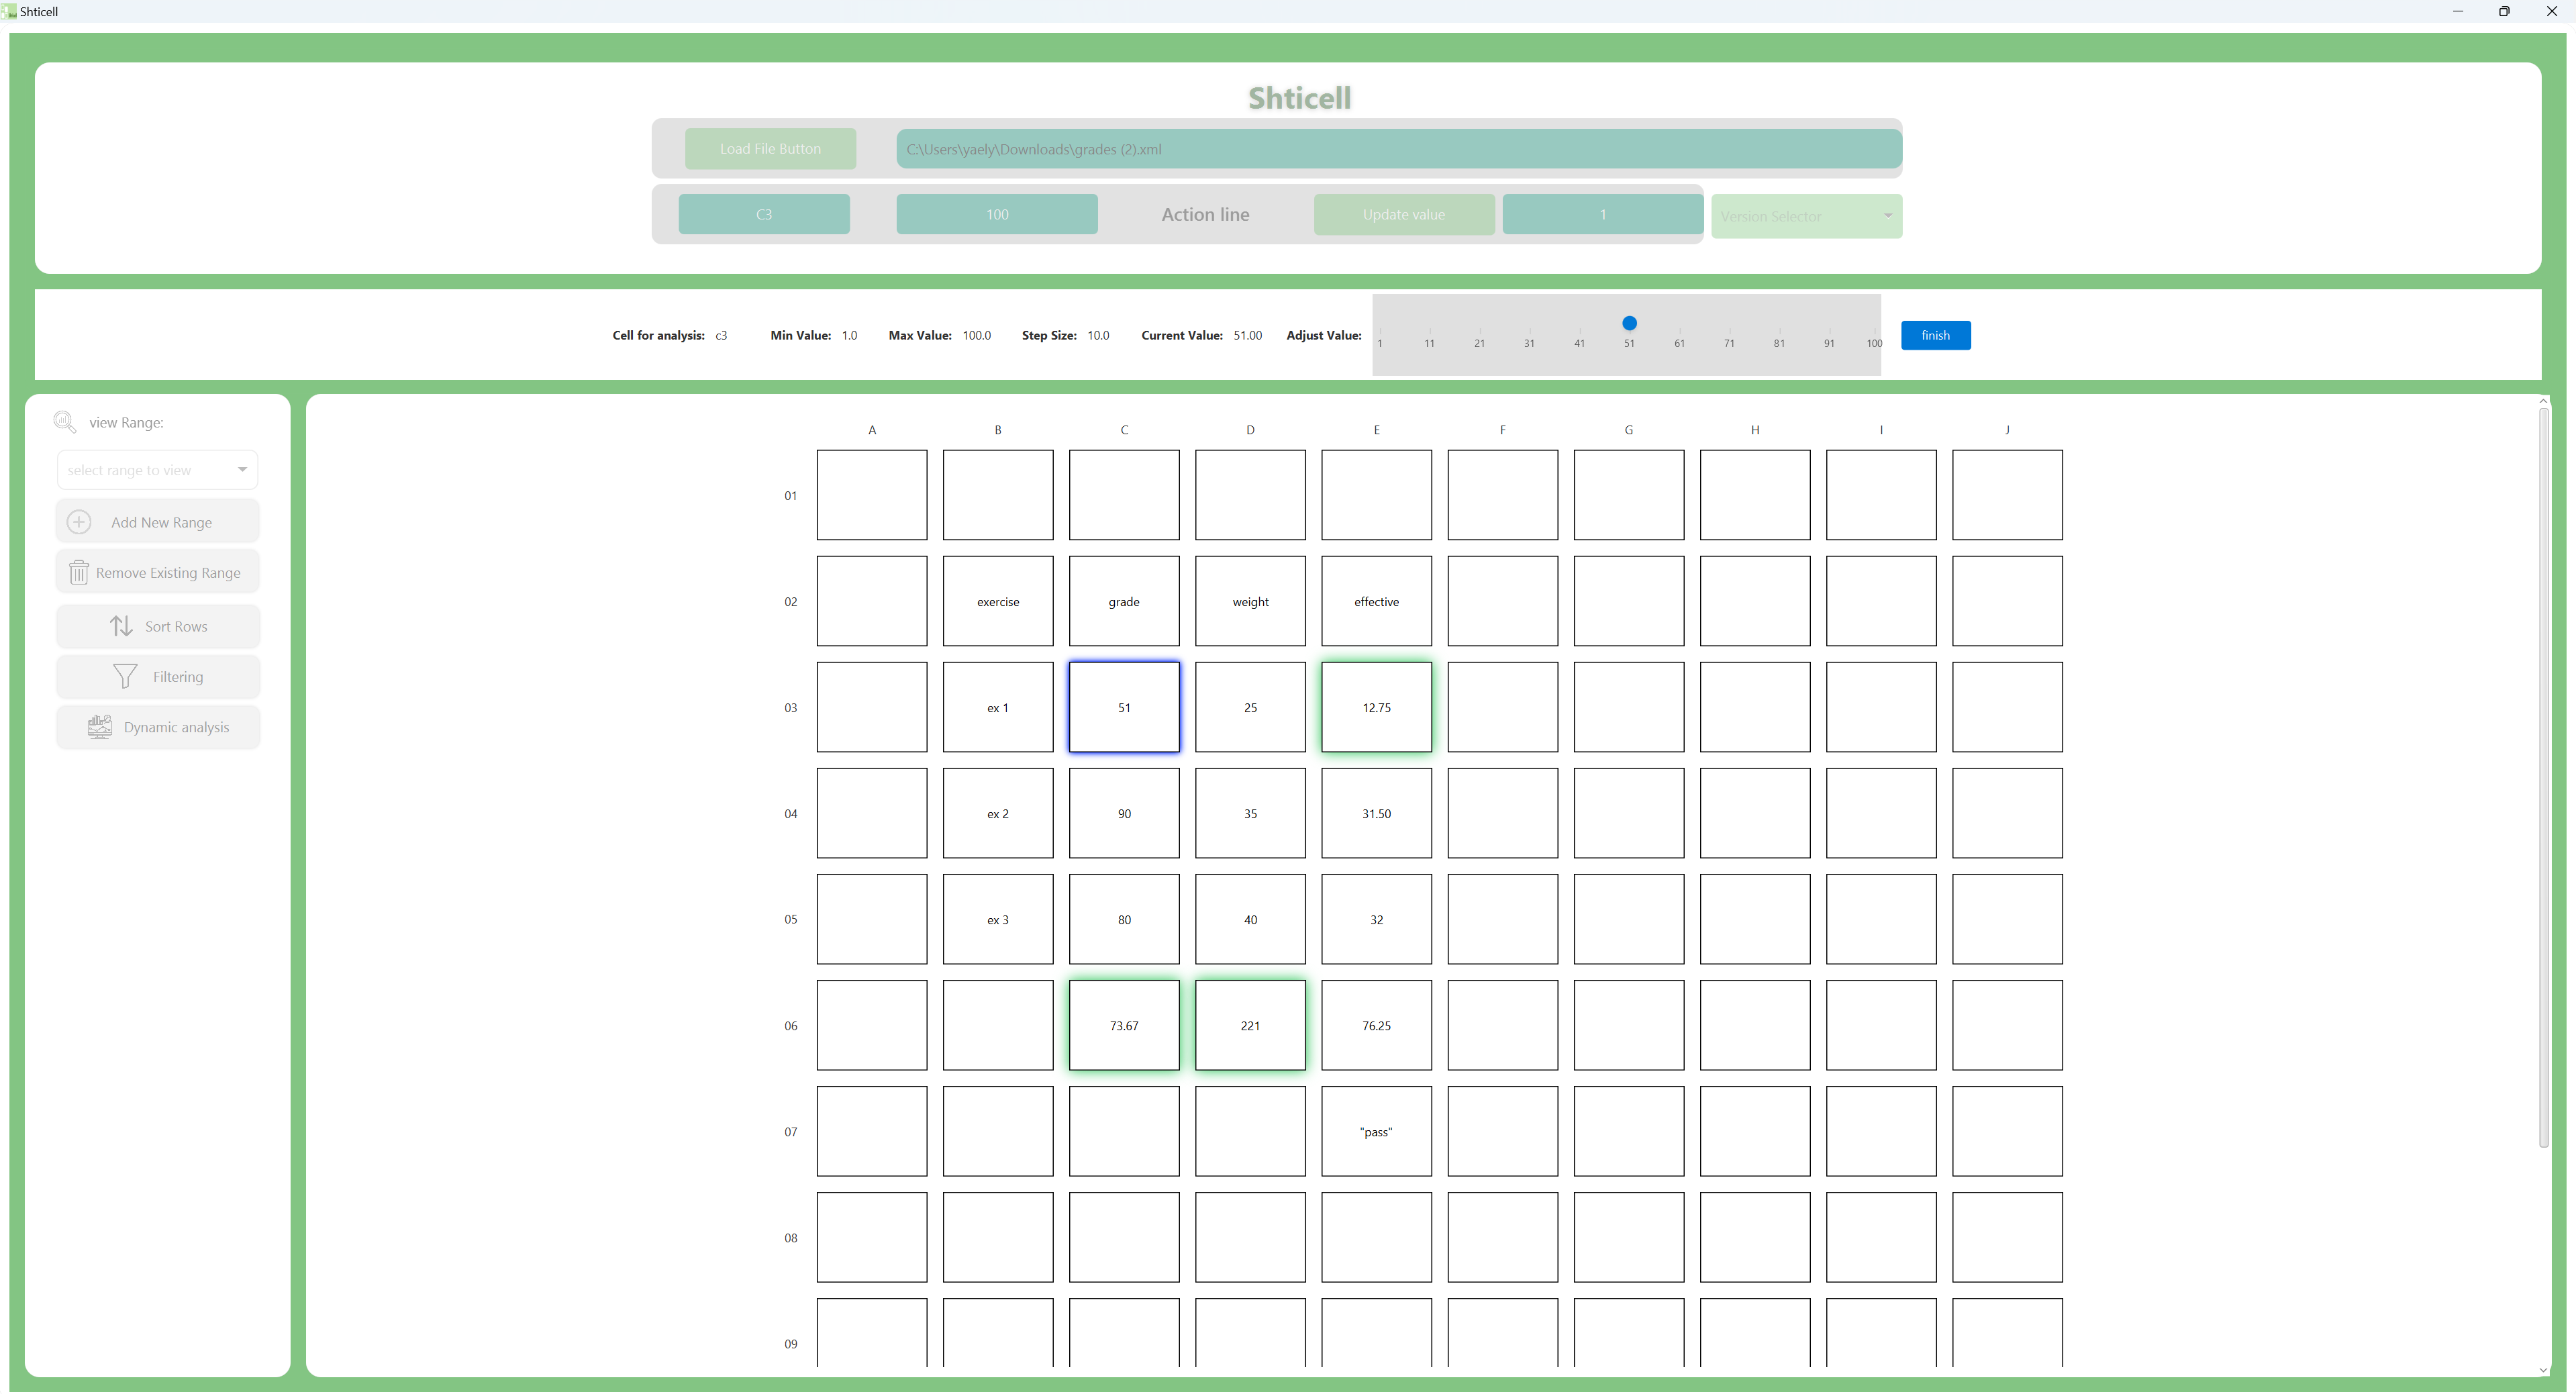 Shticell
Shticell
Load File Button C:\Users\yaely\Downloads\grades (2).xml
C3 100 Action line Update value 1 Version Selector
Cell for analysis: c3 Min Value: 1.0 Max Value: 100.0 Step Size: 10.0 Current Value: 51.00 Adjust Value: 1 11 21 31 41 51 61 71 81 91 100 finish
view Range:
select range to view
Add New Range
Remove Existing Range
Sort Rows
Filtering
Dynamic analysis
A B C D E F G H I J
01
02 exercise grade weight effective
03 ex 1 51 25 12.75
04 ex 2 90 35 31.50
05 ex 3 80 40 32
06 73.67 221 76.25
07 "pass"
08
09